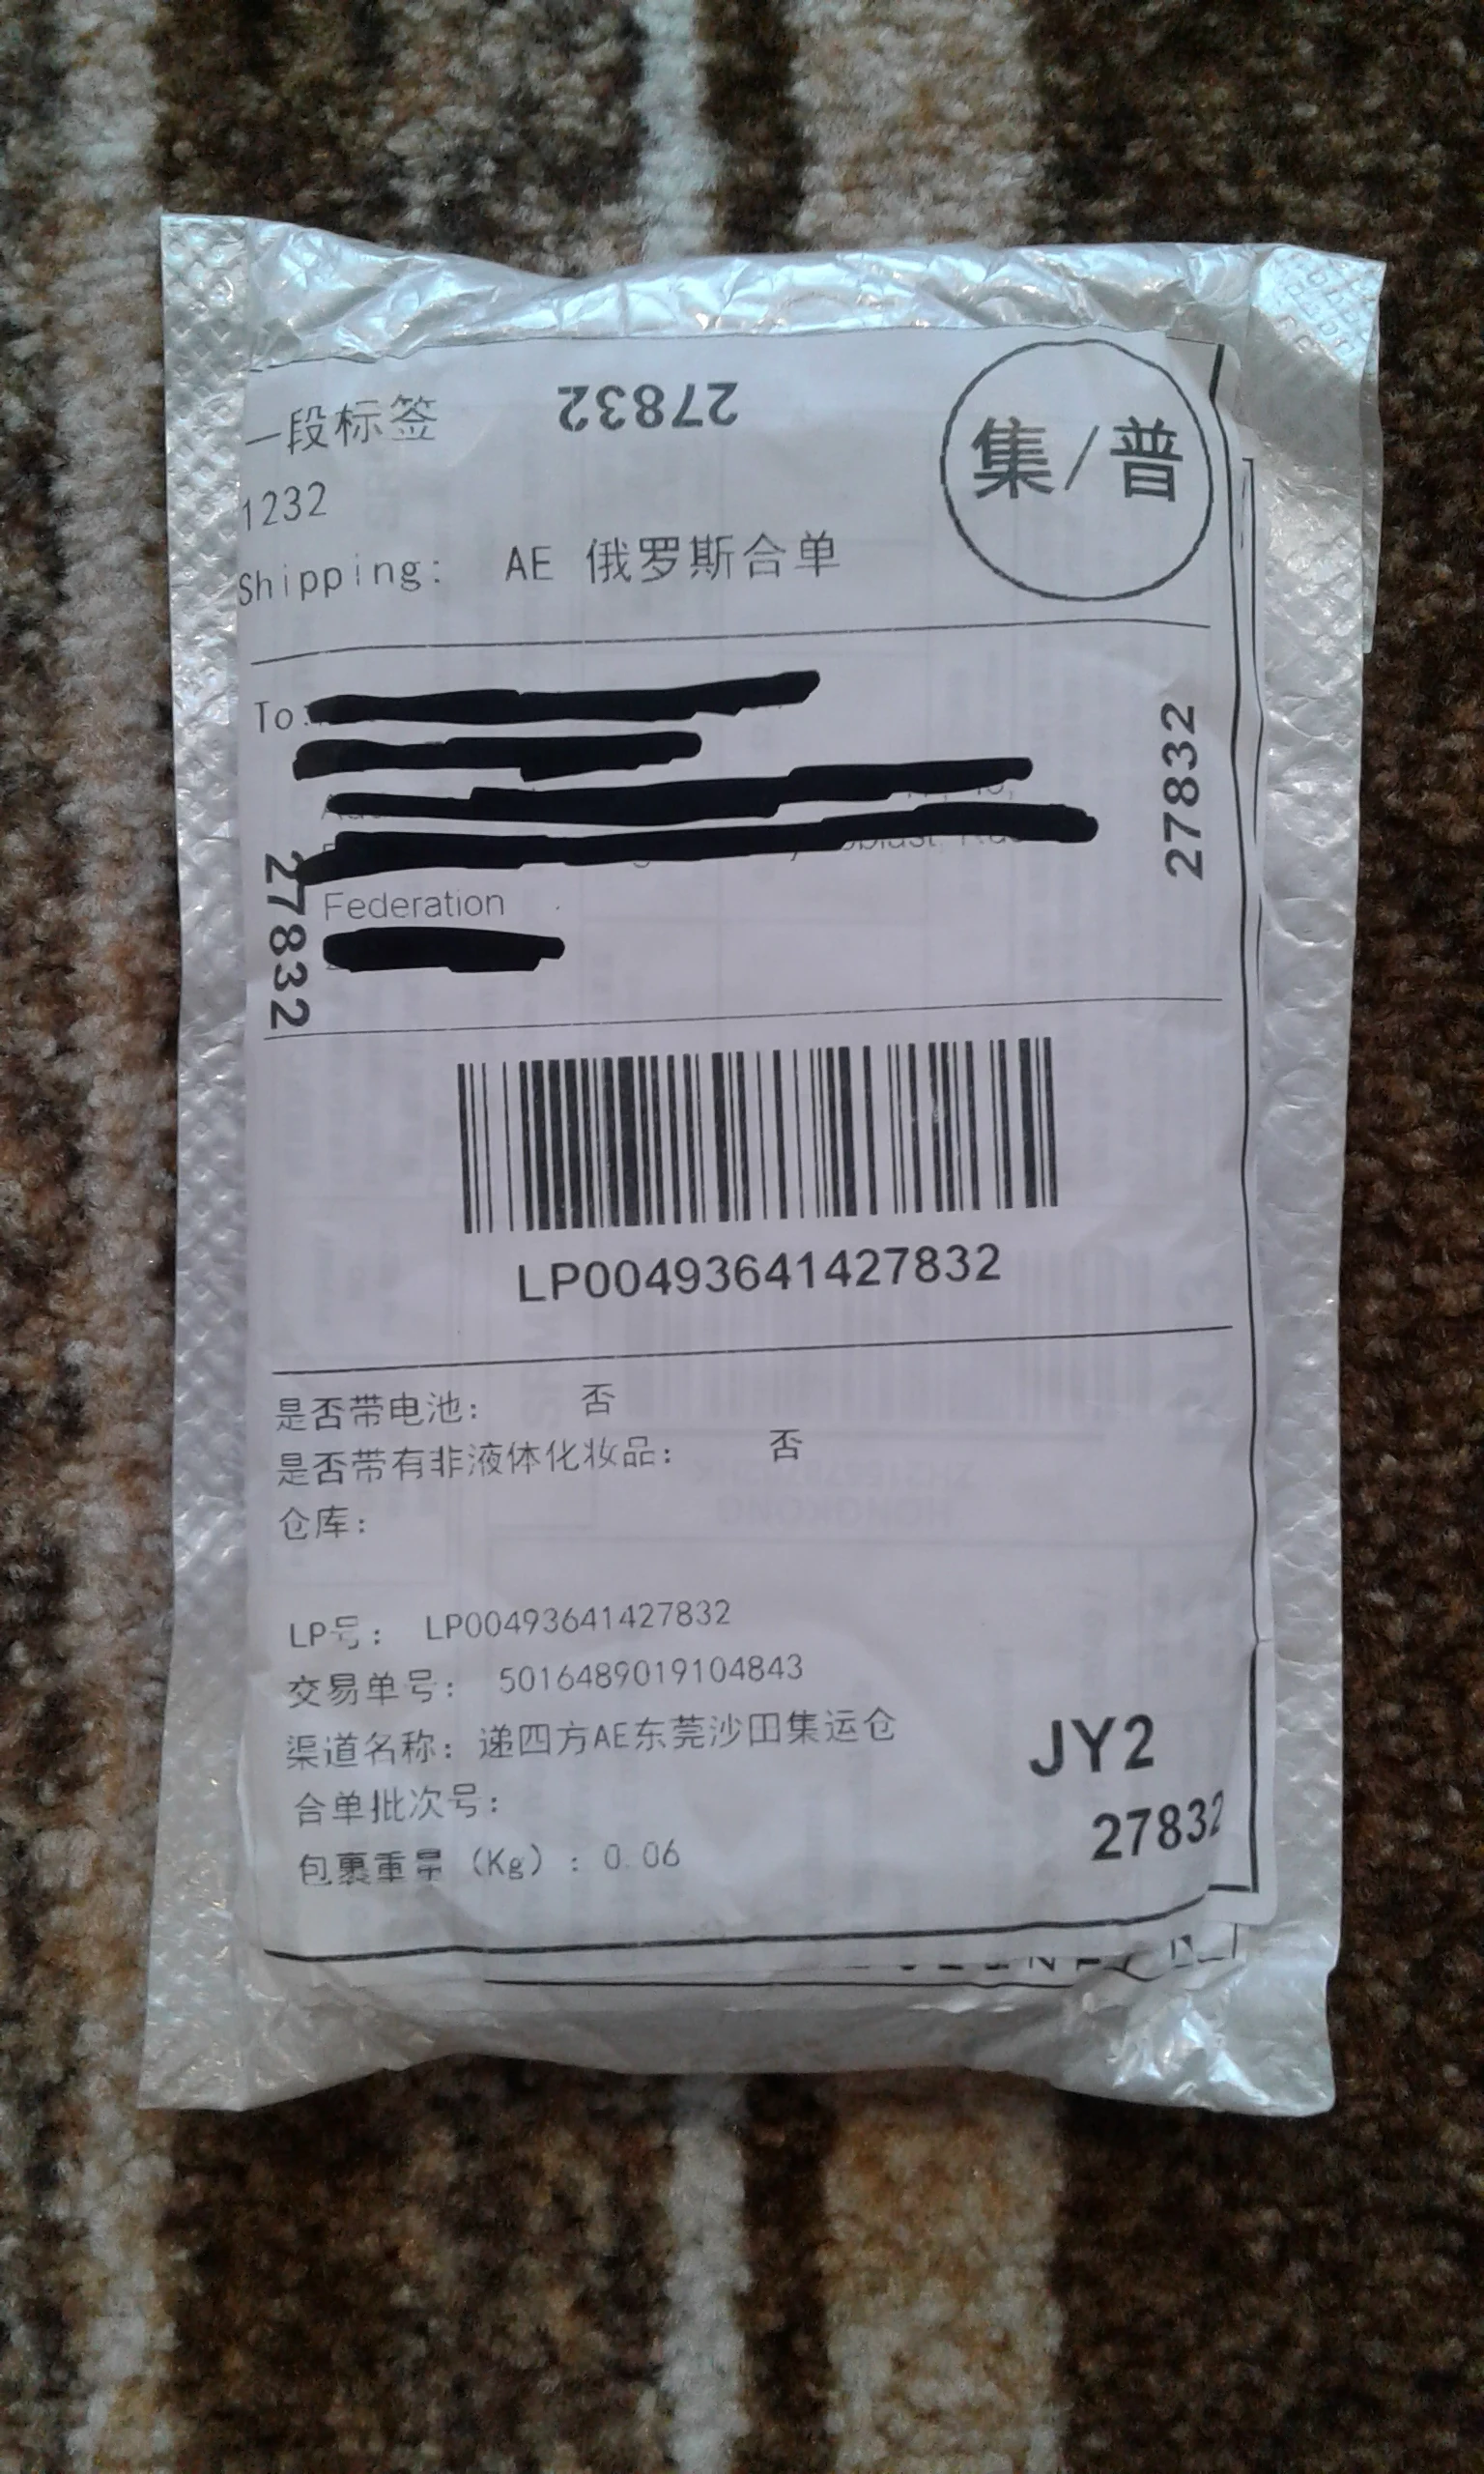 一段标签
27832
集/普
1232
Shipping: AE 俄罗斯合单
To:
27832
Federation
27832
LP00493641427832
是否带电池: 否
是否带有非液体化妆品: 否
仓库:
LP号: LP00493641427832
交易单号: 5016489019104843
渠道名称: 递四方AE东莞沙田集运仓
合单批次号:
包裹重量 (Kg) : 0.06
JY2
27832